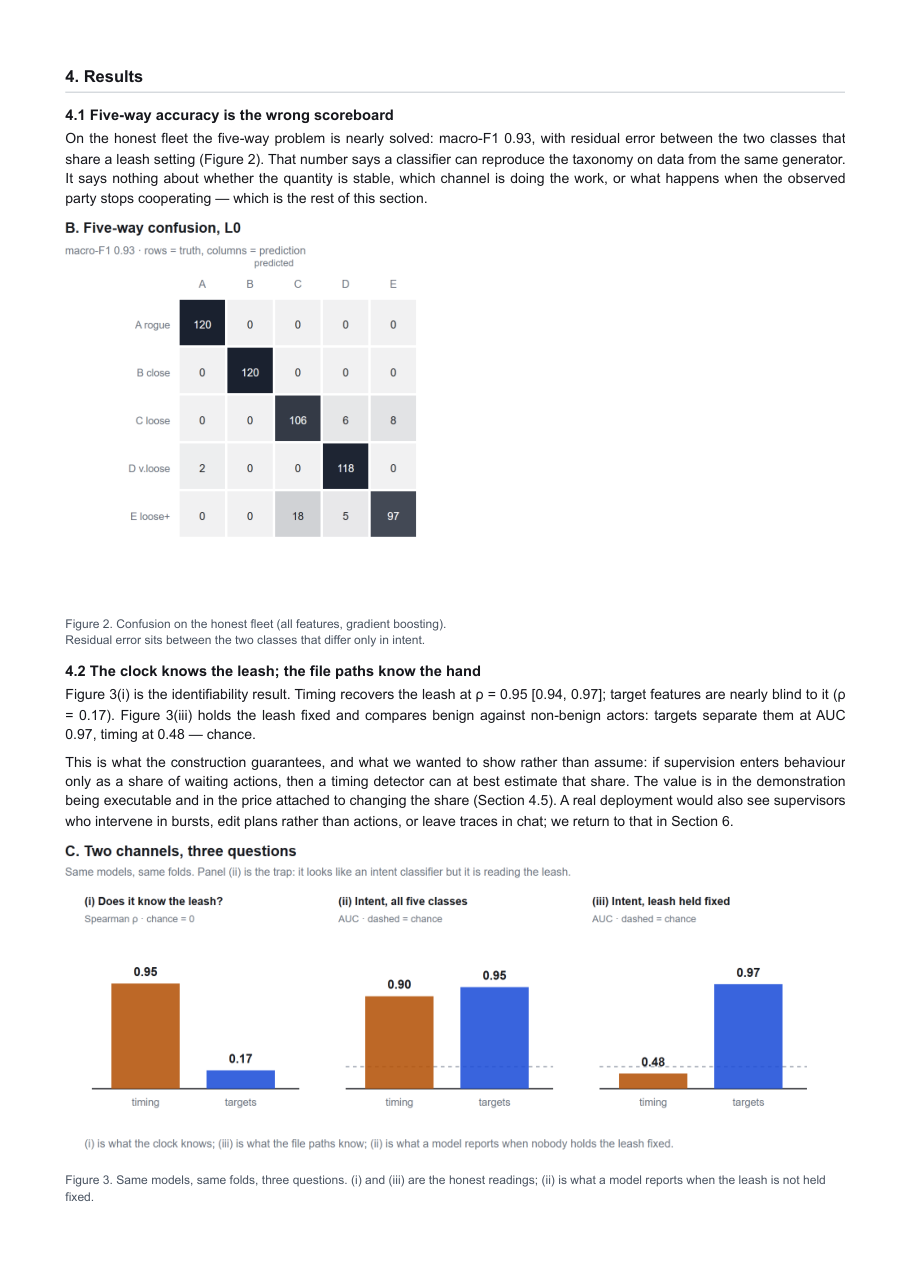 4. Results
4.1 Five-way accuracy is the wrong scoreboard
On the honest fleet the five-way problem is nearly solved: macro-F1 0.93, with residual error between the two classes that
share a leash setting (Figure 2). That number says a classifier can reproduce the taxonomy on data from the same generator.
It says nothing about whether the quantity is stable, which channel is doing the work, or what happens when the observed
party stops cooperating — which is the rest of this section.
B. Five-way confusion, L0
macro-F1 0.93 · rows = truth, columns = prediction
predicted
A B C D E
A rogue 120 0 0 0 0
B close 0 120 0 0 0
C loose 0 0 106 6 8
D v.loose 2 0 0 118 0
E loose+ 0 0 18 5 97
Figure 2. Confusion on the honest fleet (all features, gradient boosting).
Residual error sits between the two classes that differ only in intent.
4.2 The clock knows the leash; the file paths know the hand
Figure 3(i) is the identifiability result. Timing recovers the leash at ρ = 0.95 [0.94, 0.97]; target features are nearly blind to it (ρ
= 0.17). Figure 3(iii) holds the leash fixed and compares benign against non-benign actors: targets separate them at AUC
0.97, timing at 0.48 — chance.
This is what the construction guarantees, and what we wanted to show rather than assume: if supervision enters behaviour
only as a share of waiting actions, then a timing detector can at best estimate that share. The value is in the demonstration
being executable and in the price attached to changing the share (Section 4.5). A real deployment would also see supervisors
who intervene in bursts, edit plans rather than actions, or leave traces in chat; we return to that in Section 6.
C. Two channels, three questions
Same models, same folds. Panel (ii) is the trap: it looks like an intent classifier but it is reading the leash.
(i) Does it know the leash? (ii) Intent, all five classes (iii) Intent, leash held fixed
Spearman ρ · chance = 0 AUC · dashed = chance AUC · dashed = chance
0.95 0.17 0.90 0.95 0.48 0.97
timing targets timing targets timing targets
(i) is what the clock knows; (iii) is what the file paths know; (ii) is what a model reports when nobody holds the leash fixed.
Figure 3. Same models, same folds, three questions. (i) and (iii) are the honest readings; (ii) is what a model reports when the leash is not held
fixed.